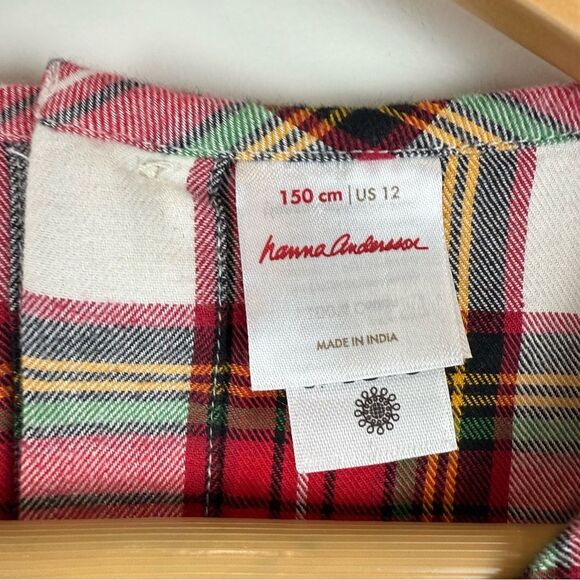 150 cm | US 12
hanna andersson
MADE IN INDIA